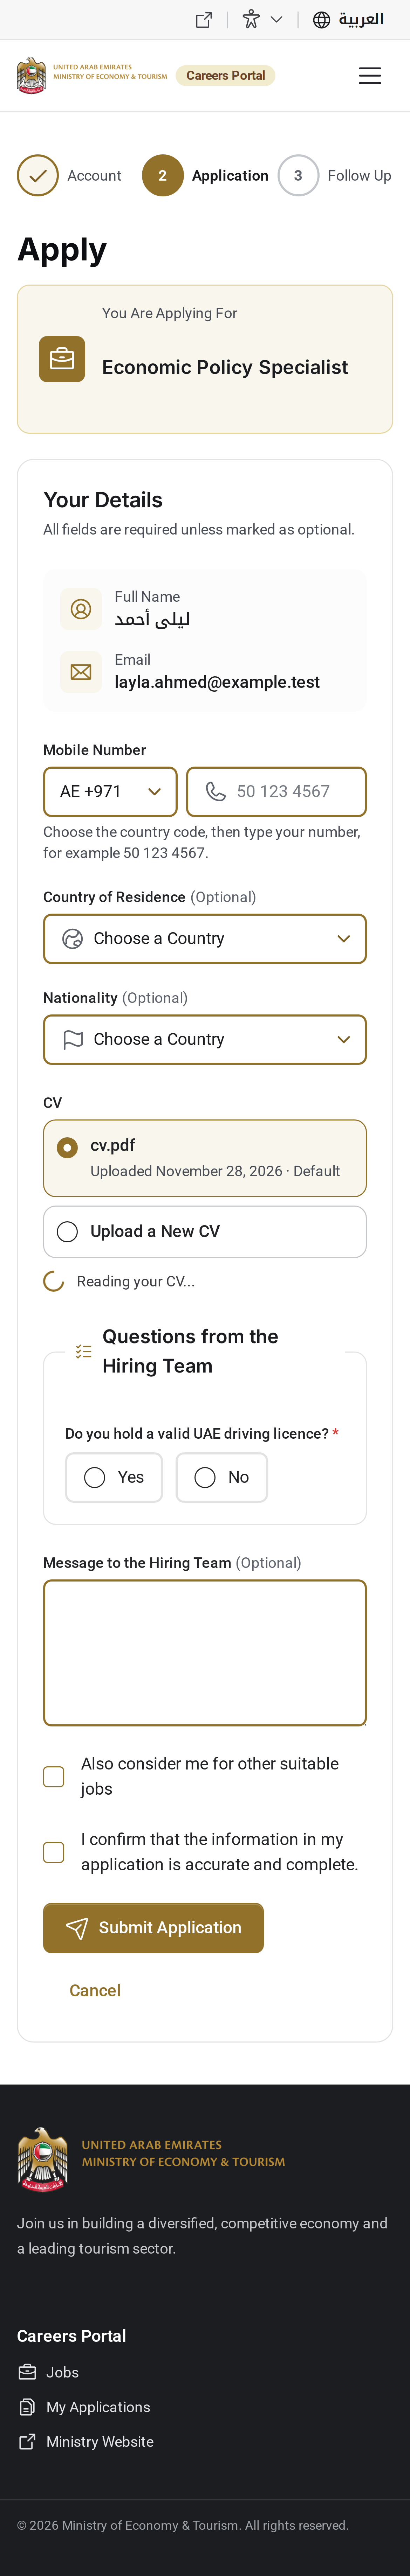 العربية
UNITED ARAB EMIRATES
MINISTRY OF ECONOMY & TOURISM
Careers Portal
Account
2
Application
3
Follow Up
Apply
You Are Applying For
Economic Policy Specialist
Your Details
All fields are required unless marked as optional.
Full Name
ليلى أحمد
Email
layla.ahmed@example.test
Mobile Number
AE +971
50 123 4567
Choose the country code, then type your number,
for example 50 123 4567.
Country of Residence (Optional)
Choose a Country
Nationality (Optional)
Choose a Country
CV
cv.pdf
Uploaded November 28, 2026 · Default
Upload a New CV
Reading your CV...
Questions from the
Hiring Team
Do you hold a valid UAE driving licence? *
Yes
No
Message to the Hiring Team (Optional)
Also consider me for other suitable
jobs
I confirm that the information in my
application is accurate and complete.
Submit Application
Cancel
UNITED ARAB EMIRATES
MINISTRY OF ECONOMY & TOURISM
Join us in building a diversified, competitive economy and
a leading tourism sector.
Careers Portal
Jobs
My Applications
Ministry Website
© 2026 Ministry of Economy & Tourism. All rights reserved.